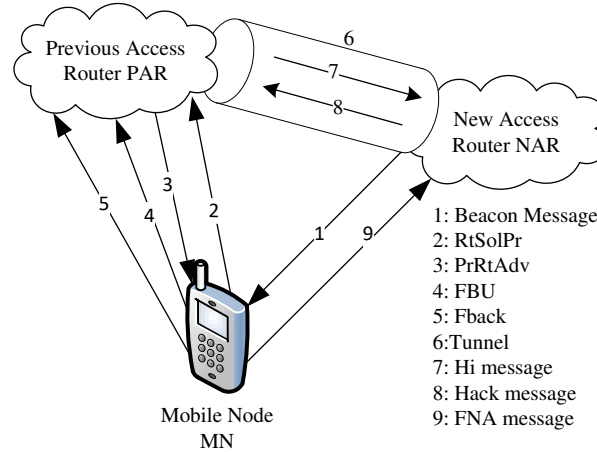 6
Previous Access
Router PAR
7
8
New Access
Router NAR
3
2
5
4
1
9
1: Beacon Message
2: RtSolPr
3: PrRtAdv
4: FBU
5: Fback
6:Tunnel
7: Hi message
8: Hack message
9: FNA message
Mobile Node
MN